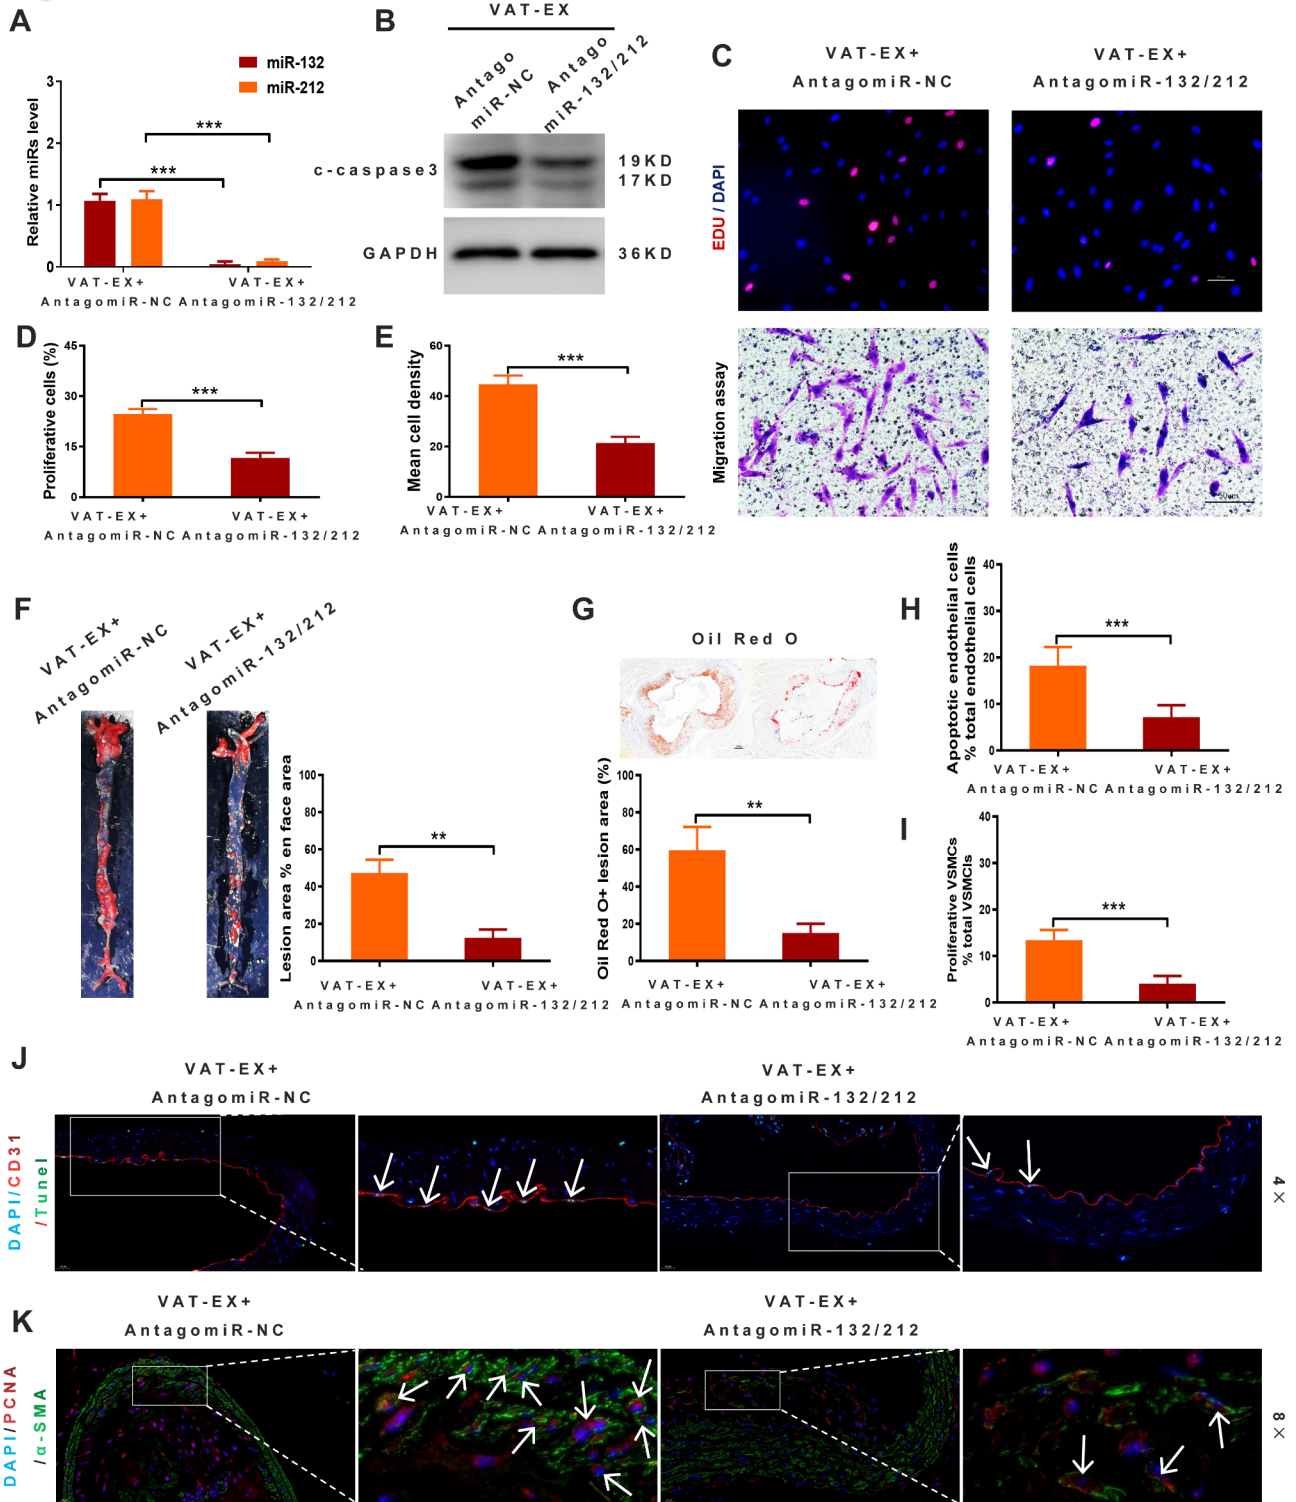 A
miR-132
miR-212
Relative miRs level
3
2
1
0
***
***
VAT-EX+
AntagomiR-NC
VAT-EX+
AntagomiR-132/212
B
VAT-EX
Antago
miR-NC
Antago
miR-132/212
c-caspase3
19KD
17KD
GAPDH
36KD
C
VAT-EX+
AntagomiR-NC
VAT-EX+
AntagomiR-132/212
EDU / DAPI
Migration assay
50um
D
Proliferative cells (%)
45
30
15
0
***
VAT-EX+
AntagomiR-NC
VAT-EX+
AntagomiR-132/212
E
Mean cell density
60
40
20
0
***
VAT-EX+
AntagomiR-NC
VAT-EX+
AntagomiR-132/212
F
VAT-EX+
AntagomiR-NC
VAT-EX+
AntagomiR-132/212
Lesion area % en face area
100
80
60
40
20
0
**
VAT-EX+
AntagomiR-NC
VAT-EX+
AntagomiR-132/212
G
Oil Red O
Oil Red O+ lesion area (%)
100
80
60
40
20
0
**
VAT-EX+
AntagomiR-NC
VAT-EX+
AntagomiR-132/212
H
Apoptotic endothelial cells
% total endothelial cells
40
30
20
10
0
***
VAT-EX+
AntagomiR-NC
VAT-EX+
AntagomiR-132/212
I
Proliferative VSMCs
% total VSMCIs
40
30
20
10
0
***
VAT-EX+
AntagomiR-NC
VAT-EX+
AntagomiR-132/212
J
VAT-EX+
AntagomiR-NC
VAT-EX+
AntagomiR-132/212
DAPI/CD31
/Tunel
4×
K
VAT-EX+
AntagomiR-NC
VAT-EX+
AntagomiR-132/212
DAPI/PCNA
/α-SMA
8×